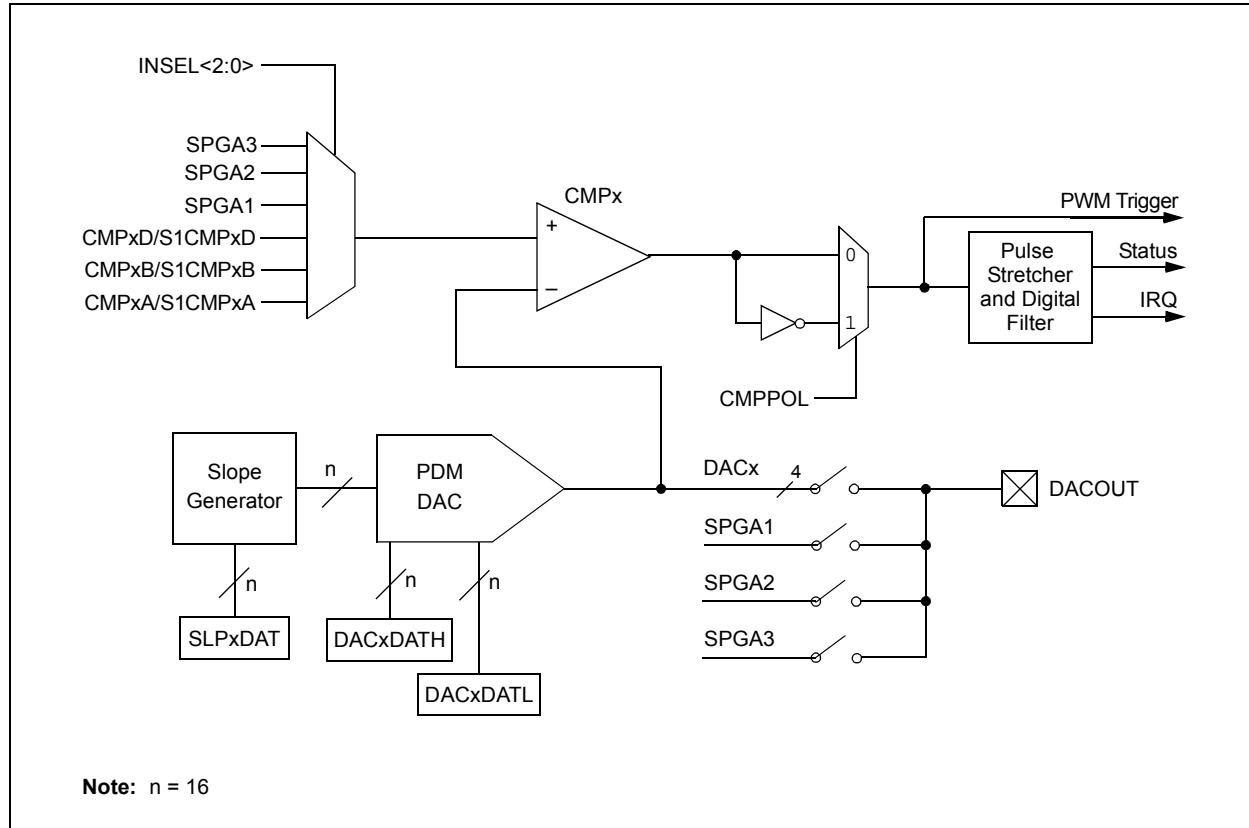 INSEL<2:0>
SPGA3
SPGA2
SPGA1
CMPxD/S1CMPxD
CMPxB/S1CMPxB
CMPxA/S1CMPxA
CMPx
+
–
0
1
CMPPOL
PWM Trigger
Pulse
Stretcher
and Digital
Filter
Status
IRQ
Slope
Generator
n
PDM
DAC
n
n
n
SLPxDAT
DACxDATH
DACxDATL
DACx
4
SPGA1
SPGA2
SPGA3
DACOUT
Note: n = 16